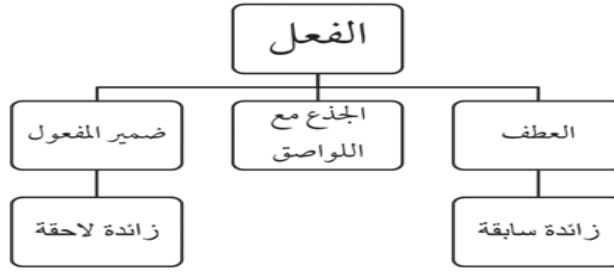 الفعل
العطف
الجذع مع
اللواصق
ضمير المفعول
زائدة سابقة
زائدة لاحقة